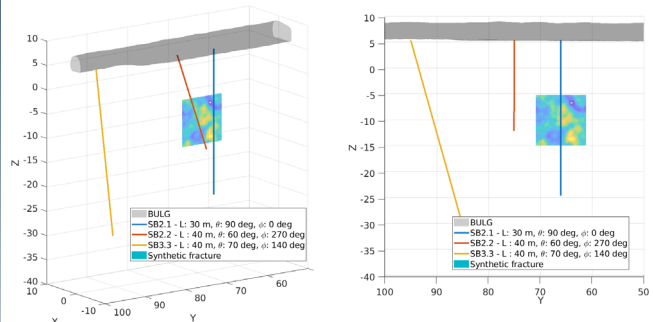 10
5
0
-5
-10
-15
-20
-25
-30
-35
-40
Z
10
0
-10
X
100
90
80
70
60
Y
BULG
SB2.1 - L: 30 m, θ: 90 deg, ϕ: 0 deg
SB2.2 - L : 40 m, θ: 60 deg, ϕ: 270 deg
SB3.3 - L : 40 m, θ: 70 deg, ϕ: 140 deg
Synthetic fracture
10
5
0
-5
-10
-15
-20
-25
-30
-35
-40
Z
100
90
80
70
60
50
Y
BULG
SB2.1 - L: 30 m, θ: 90 deg, ϕ: 0 deg
SB2.2 - L : 40 m, θ: 60 deg, ϕ: 270 deg
SB3.3 - L : 40 m, θ: 70 deg, ϕ: 140 deg
Synthetic fracture